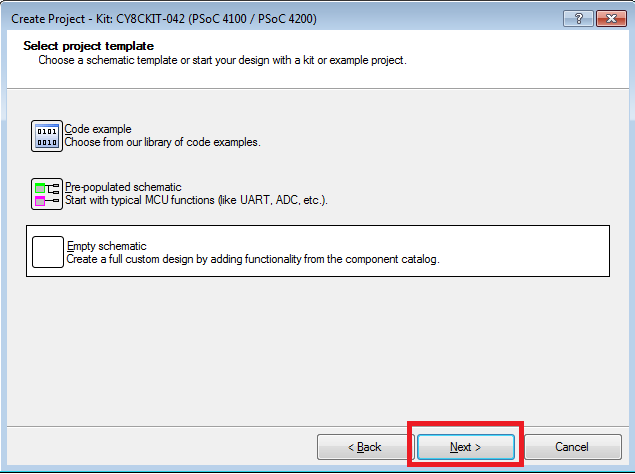 Create Project - Kit: CY8CKIT-042 (PSoC 4100 / PSoC 4200)
?
Select project template
Choose a schematic template or start your design with a kit or example project.
0101
0010
Code example
Choose from our library of code examples.
Pre-populated schematic
Start with typical MCU functions (like UART, ADC, etc.).
Empty schematic
Create a full custom design by adding functionality from the component catalog.
< Back
Next >
Cancel